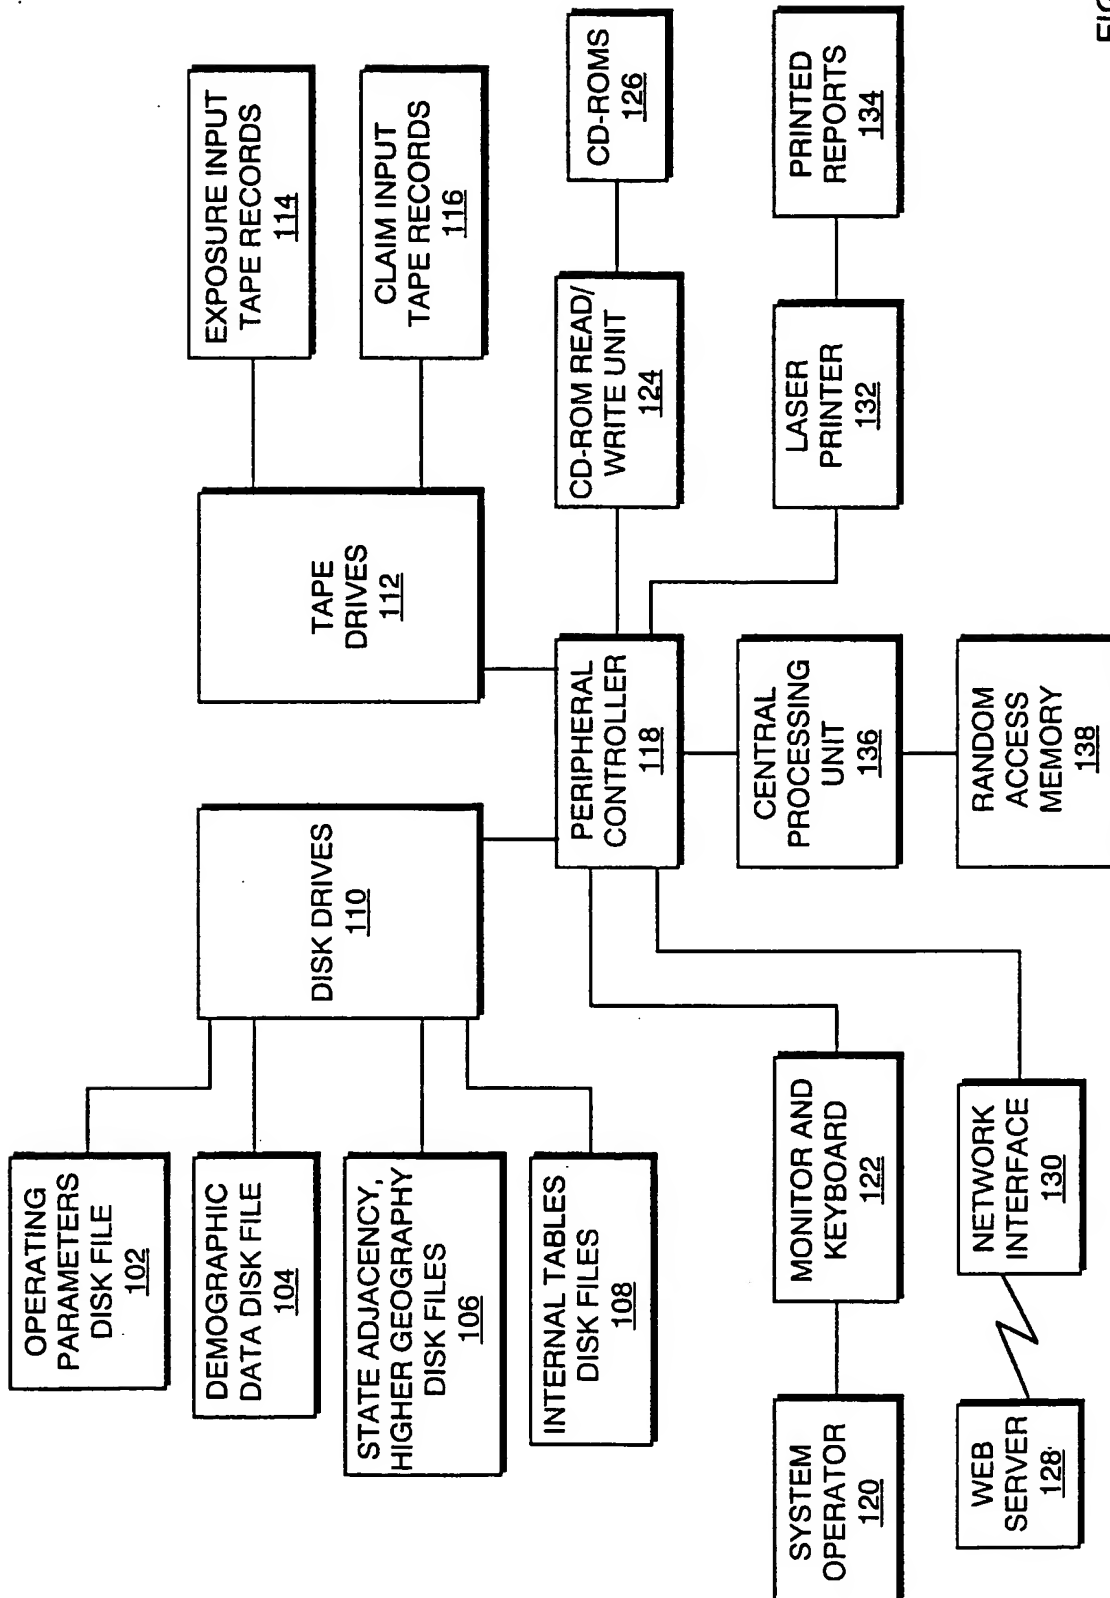 OPERATING
PARAMETERS
DISK FILE
102
DEMOGRAPHIC
DATA DISK FILE
104
STATE ADJACENCY,
HIGHER GEOGRAPHY
DISK FILES
106
INTERNAL TABLES
DISK FILES
108
DISK DRIVES
110
TAPE
DRIVES
112
EXPOSURE INPUT
TAPE RECORDS
114
CLAIM INPUT
TAPE RECORDS
116
PERIPHERAL
CONTROLLER
118
CD-ROM READ/
WRITE UNIT
124
CD-ROMS
126
SYSTEM
OPERATOR
120
MONITOR AND
KEYBOARD
122
CENTRAL
PROCESSING
UNIT
136
LASER
PRINTER
132
PRINTED
REPORTS
134
WEB
SERVER
128
NETWORK
INTERFACE
130
RANDOM
ACCESS
MEMORY
138
FIG